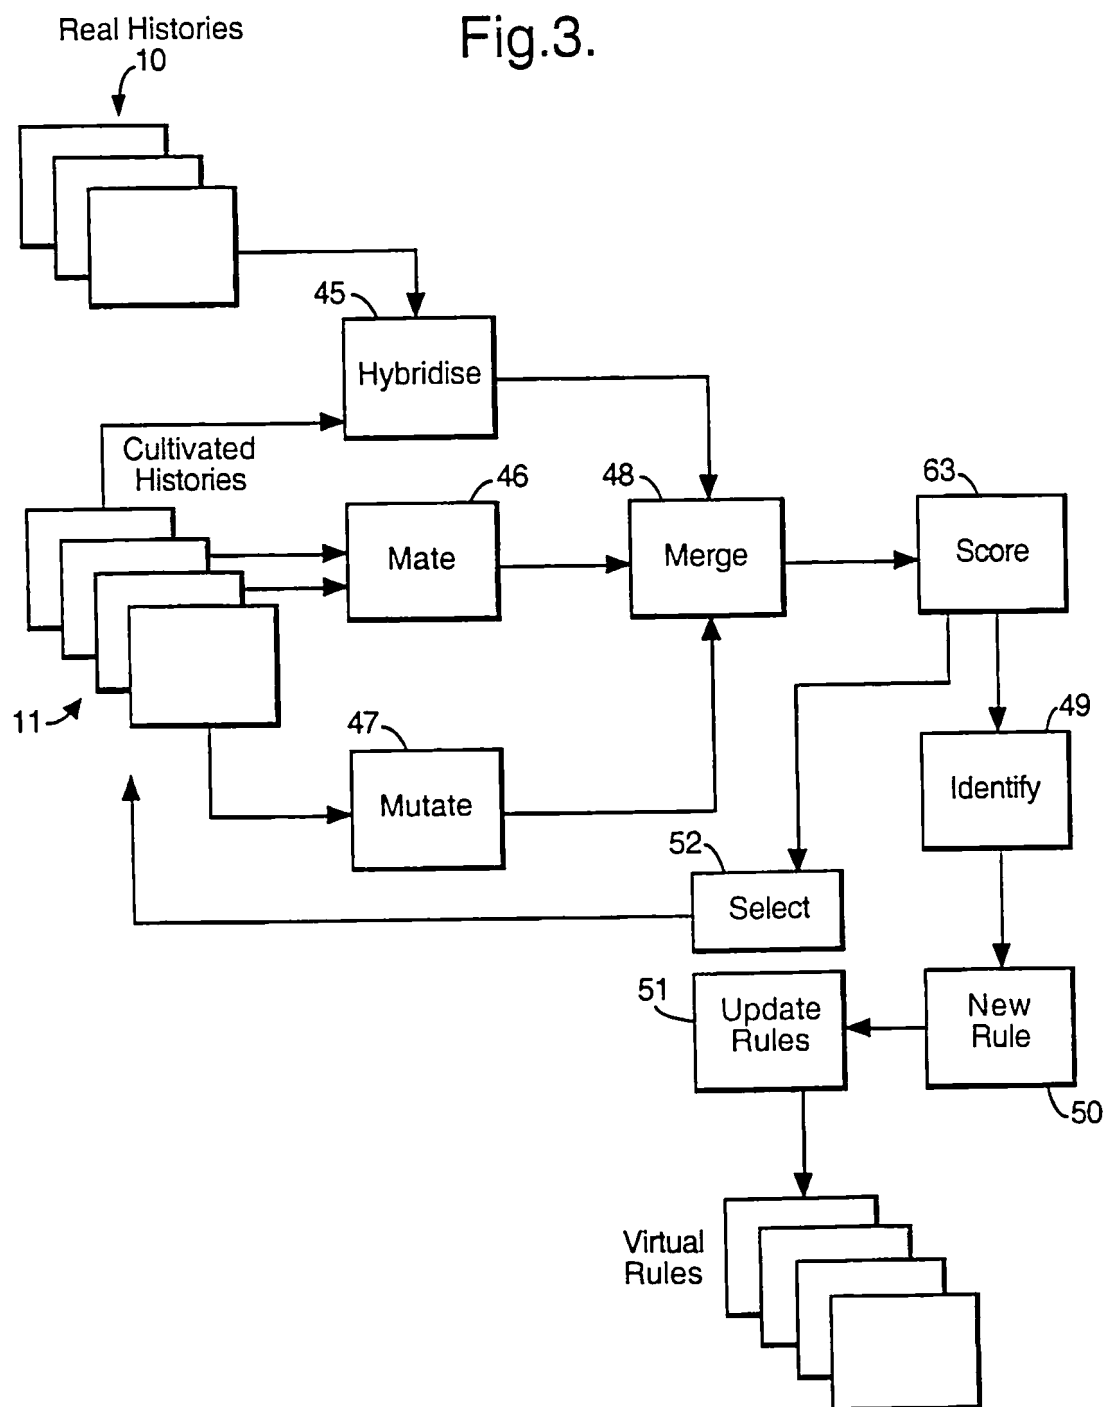 Real Histories
10
Fig.3.
45
Hybridise
Cultivated
Histories
46
48
63
Mate
Merge
Score
11
47
49
Mutate
Identify
52
Select
51
Update
Rules
New
Rule
50
Virtual
Rules